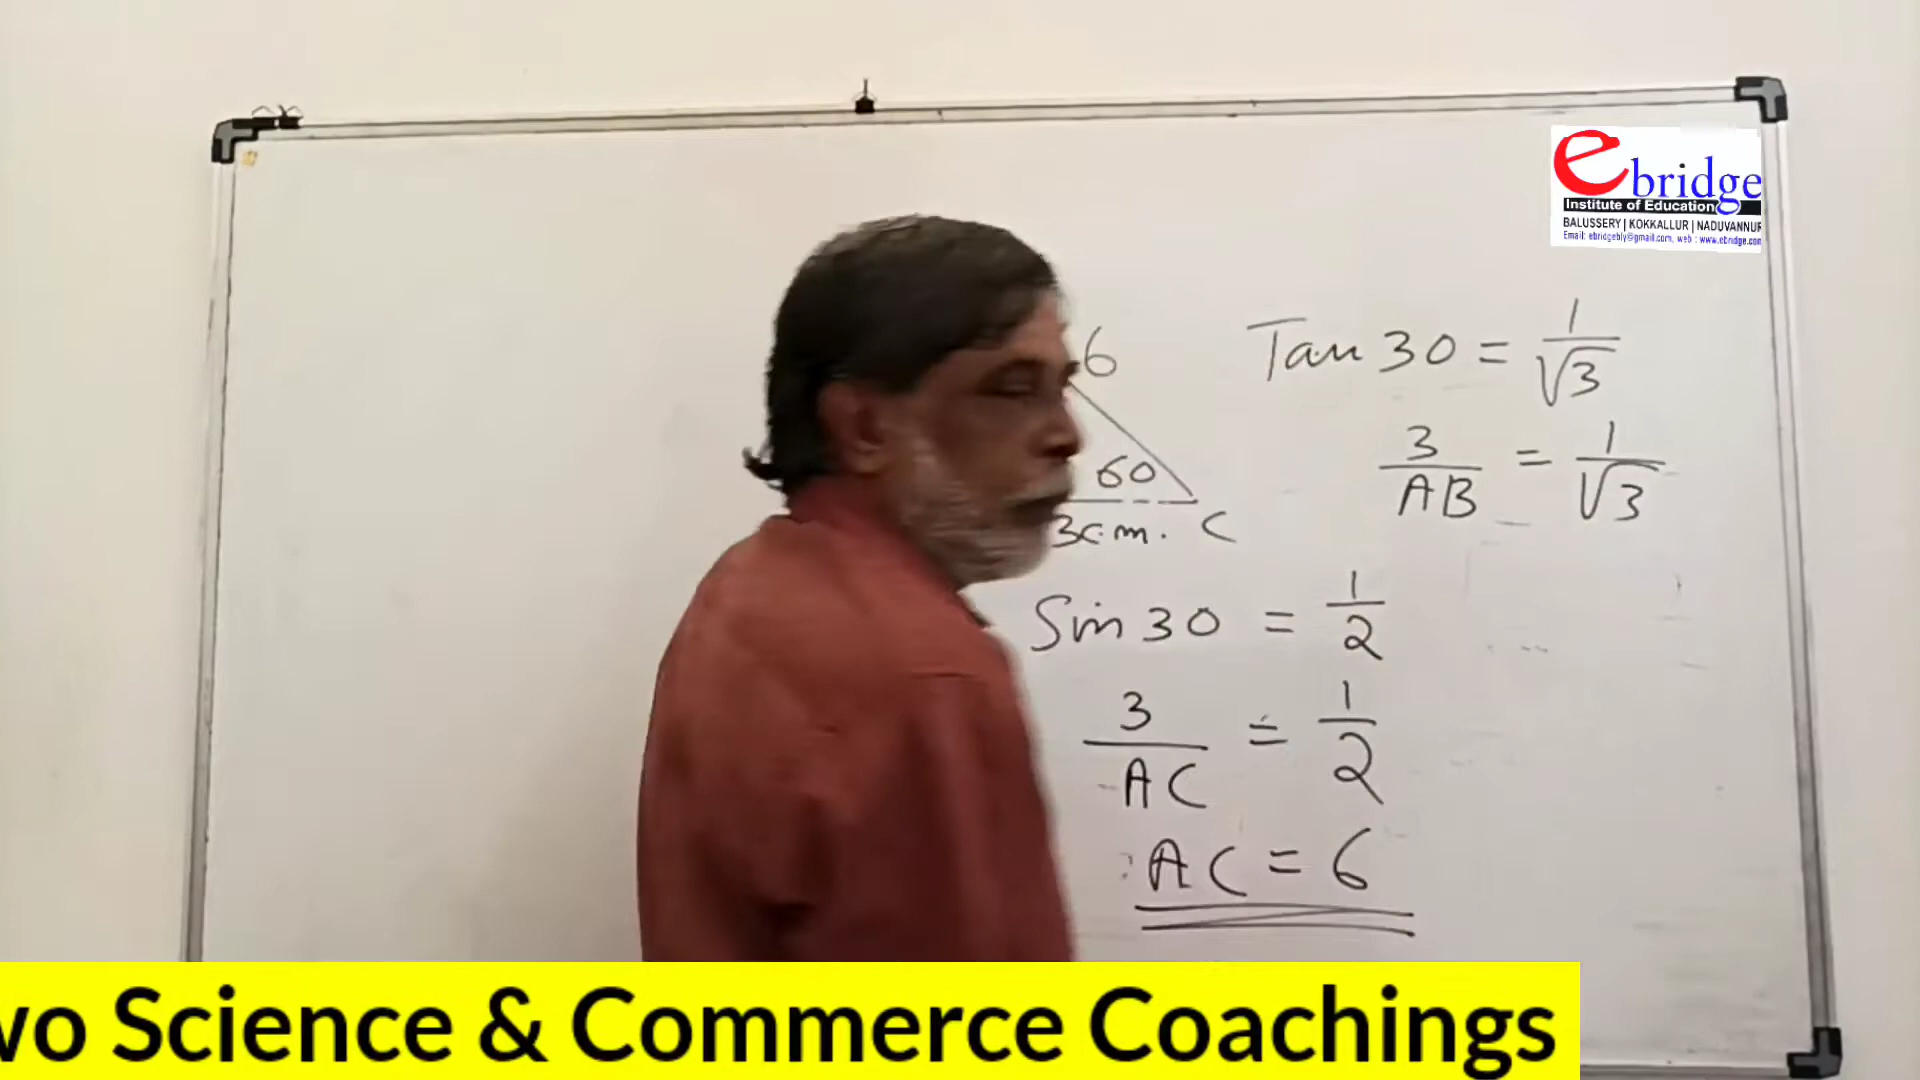 ebridge
Institute of Education
BALUSSERY | KOKKALLUR | NADUVANNUR
Email: ebridgebly@gmail.com, web : www.ebridge.com
6
60
3cm. C
Tan 30 = 1/√3
3/AB = 1/√3
Sin 30 = 1/2
3/AC = 1/2
AC = 6
Science & Commerce Coachings